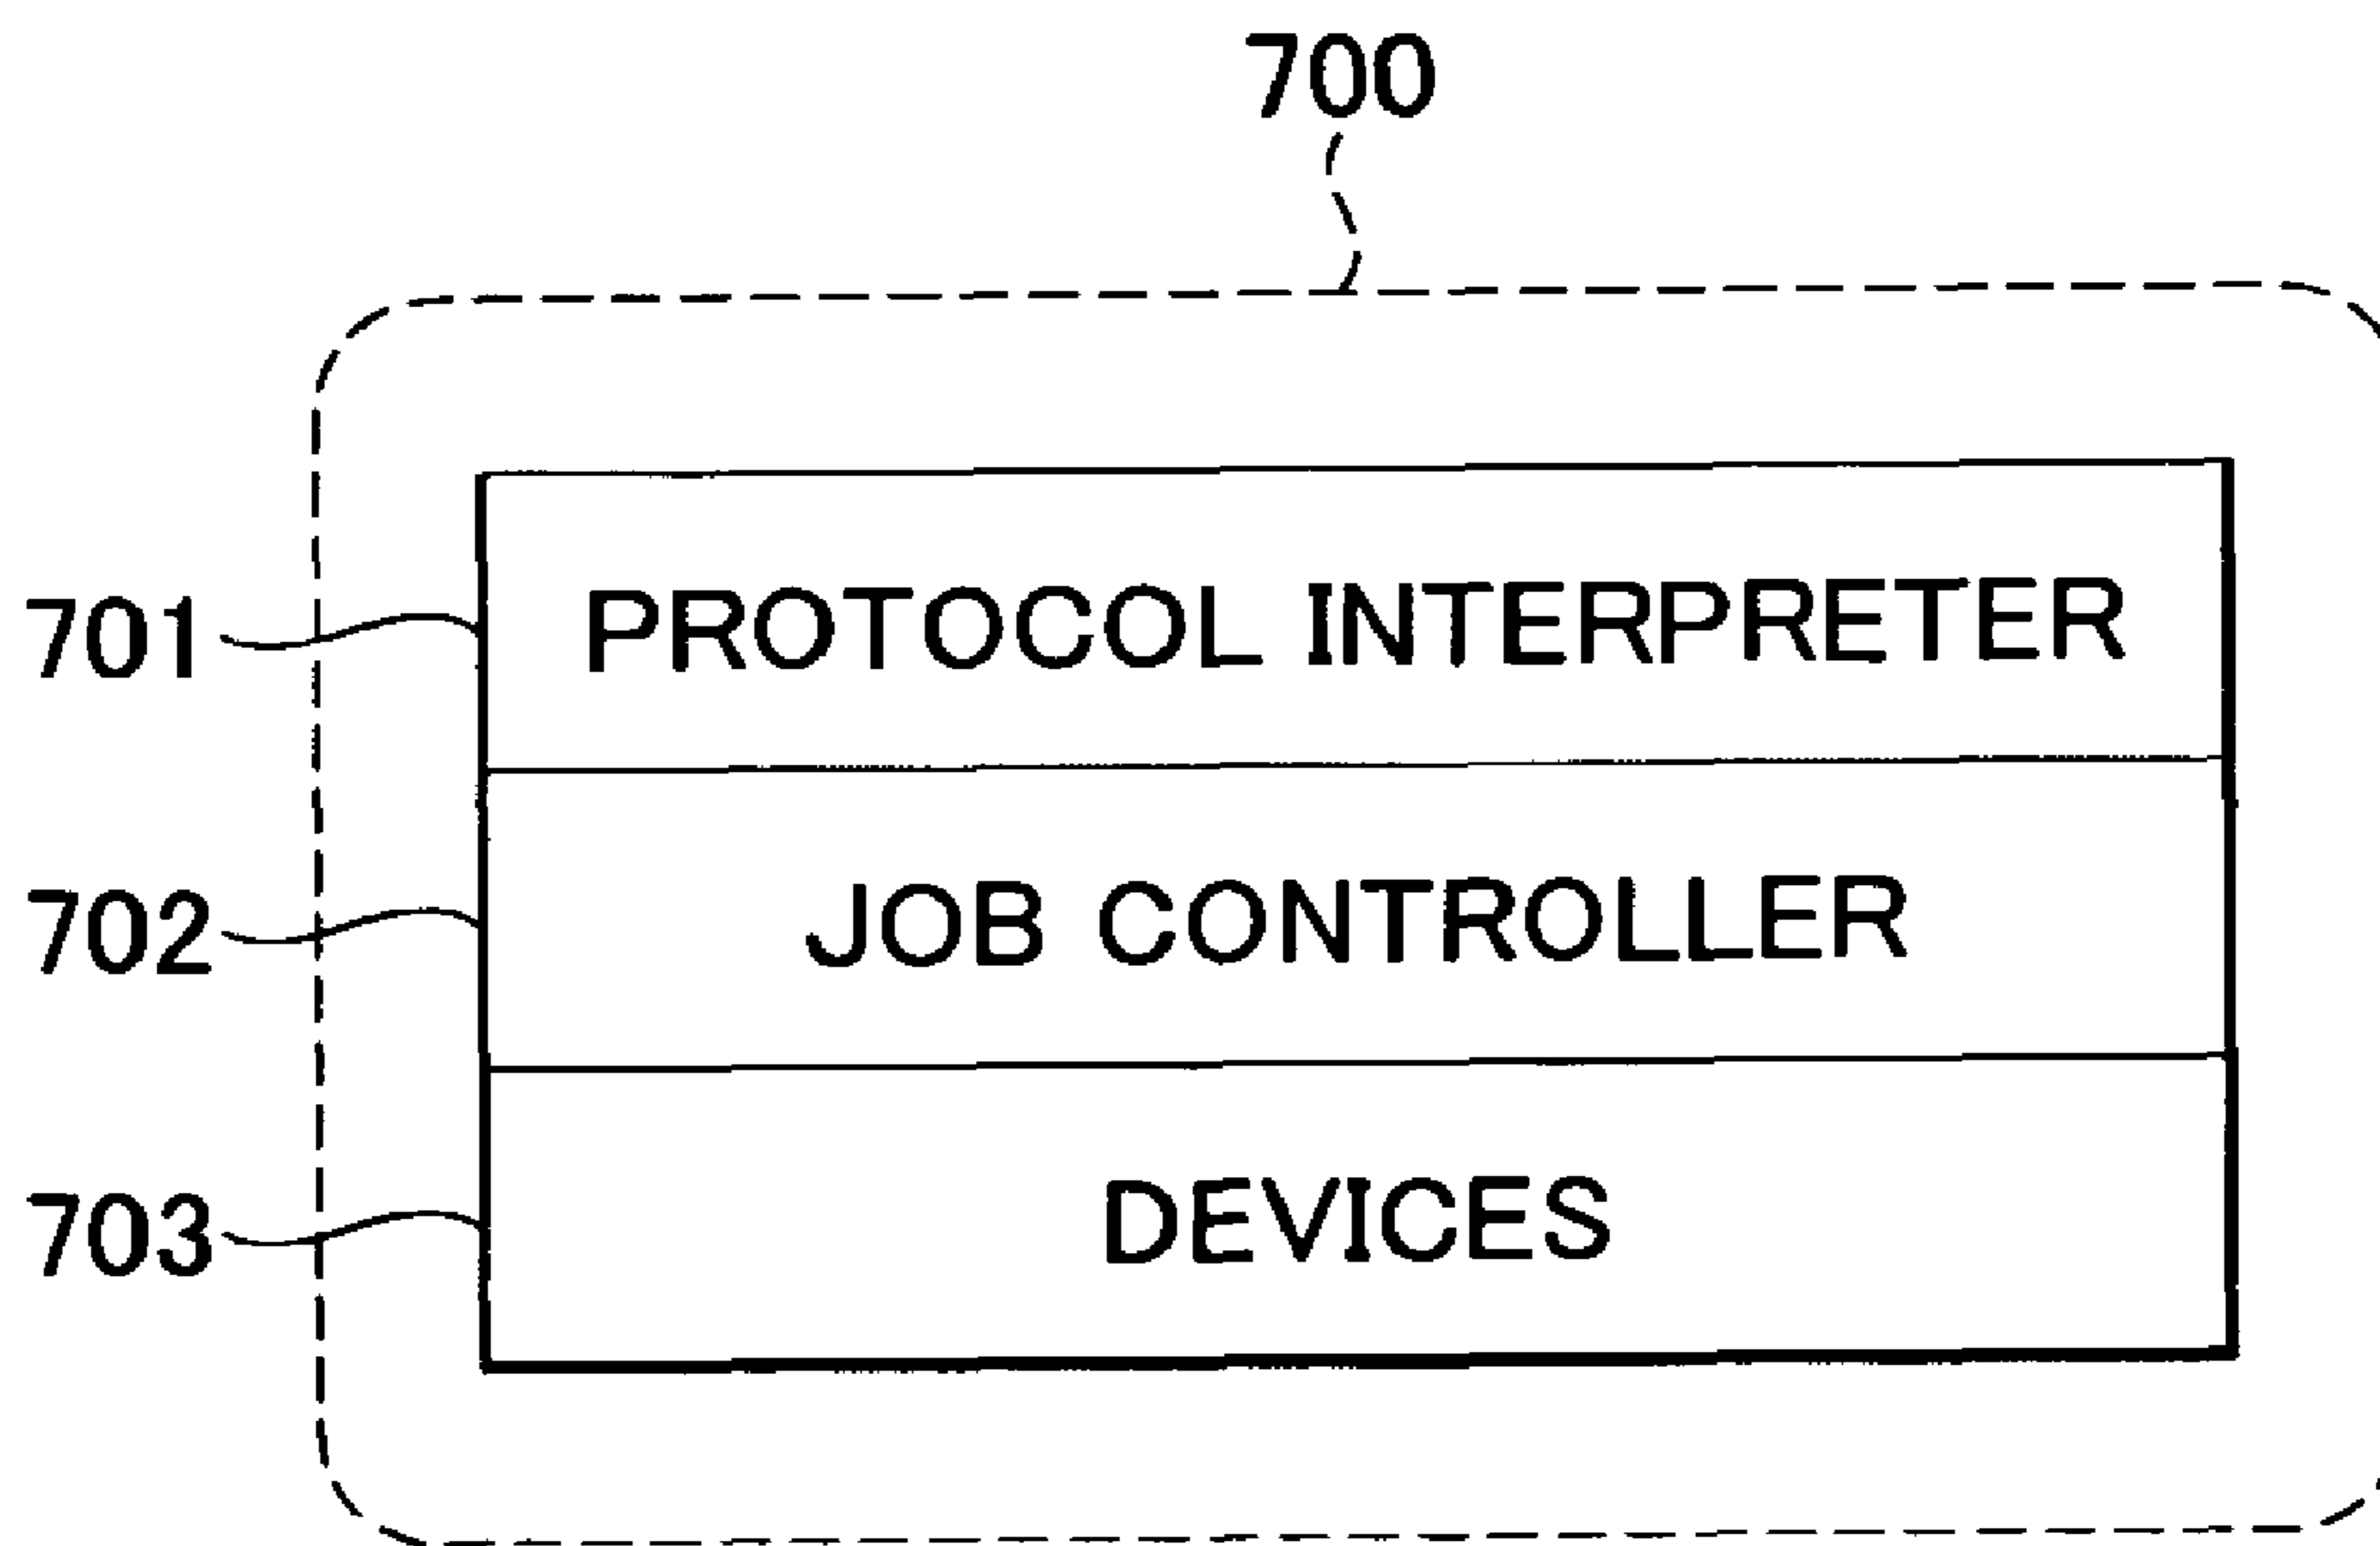 700
701 PROTOCOL INTERPRETER
702 JOB CONTROLLER
703 DEVICES